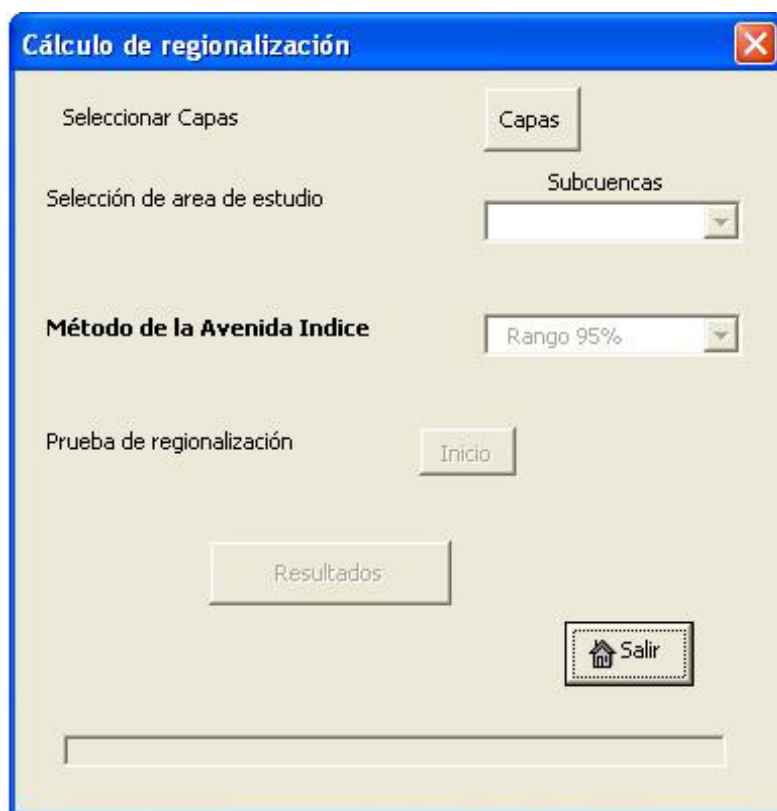 Cálculo de regionalización
Seleccionar Capas
Capas
Subcuencas
Selección de area de estudio
Método de la Avenida Indice
Rango 95%
Prueba de regionalización
Inicio
Resultados
Salir